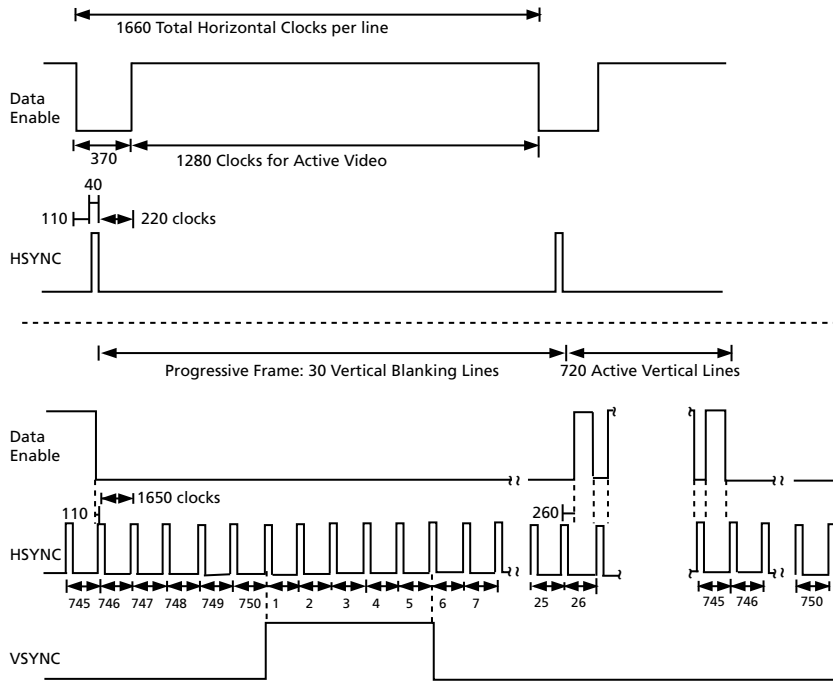 1660 Total Horizontal Clocks per line
Data
Enable
370
1280 Clocks for Active Video
40
110
220 clocks
HSYNC
Progressive Frame: 30 Vertical Blanking Lines
720 Active Vertical Lines
Data
Enable
1650 clocks
110
260
HSYNC
745 746 747 748 749 750 1 2 3 4 5 6 7 25 26 745 746 750
VSYNC